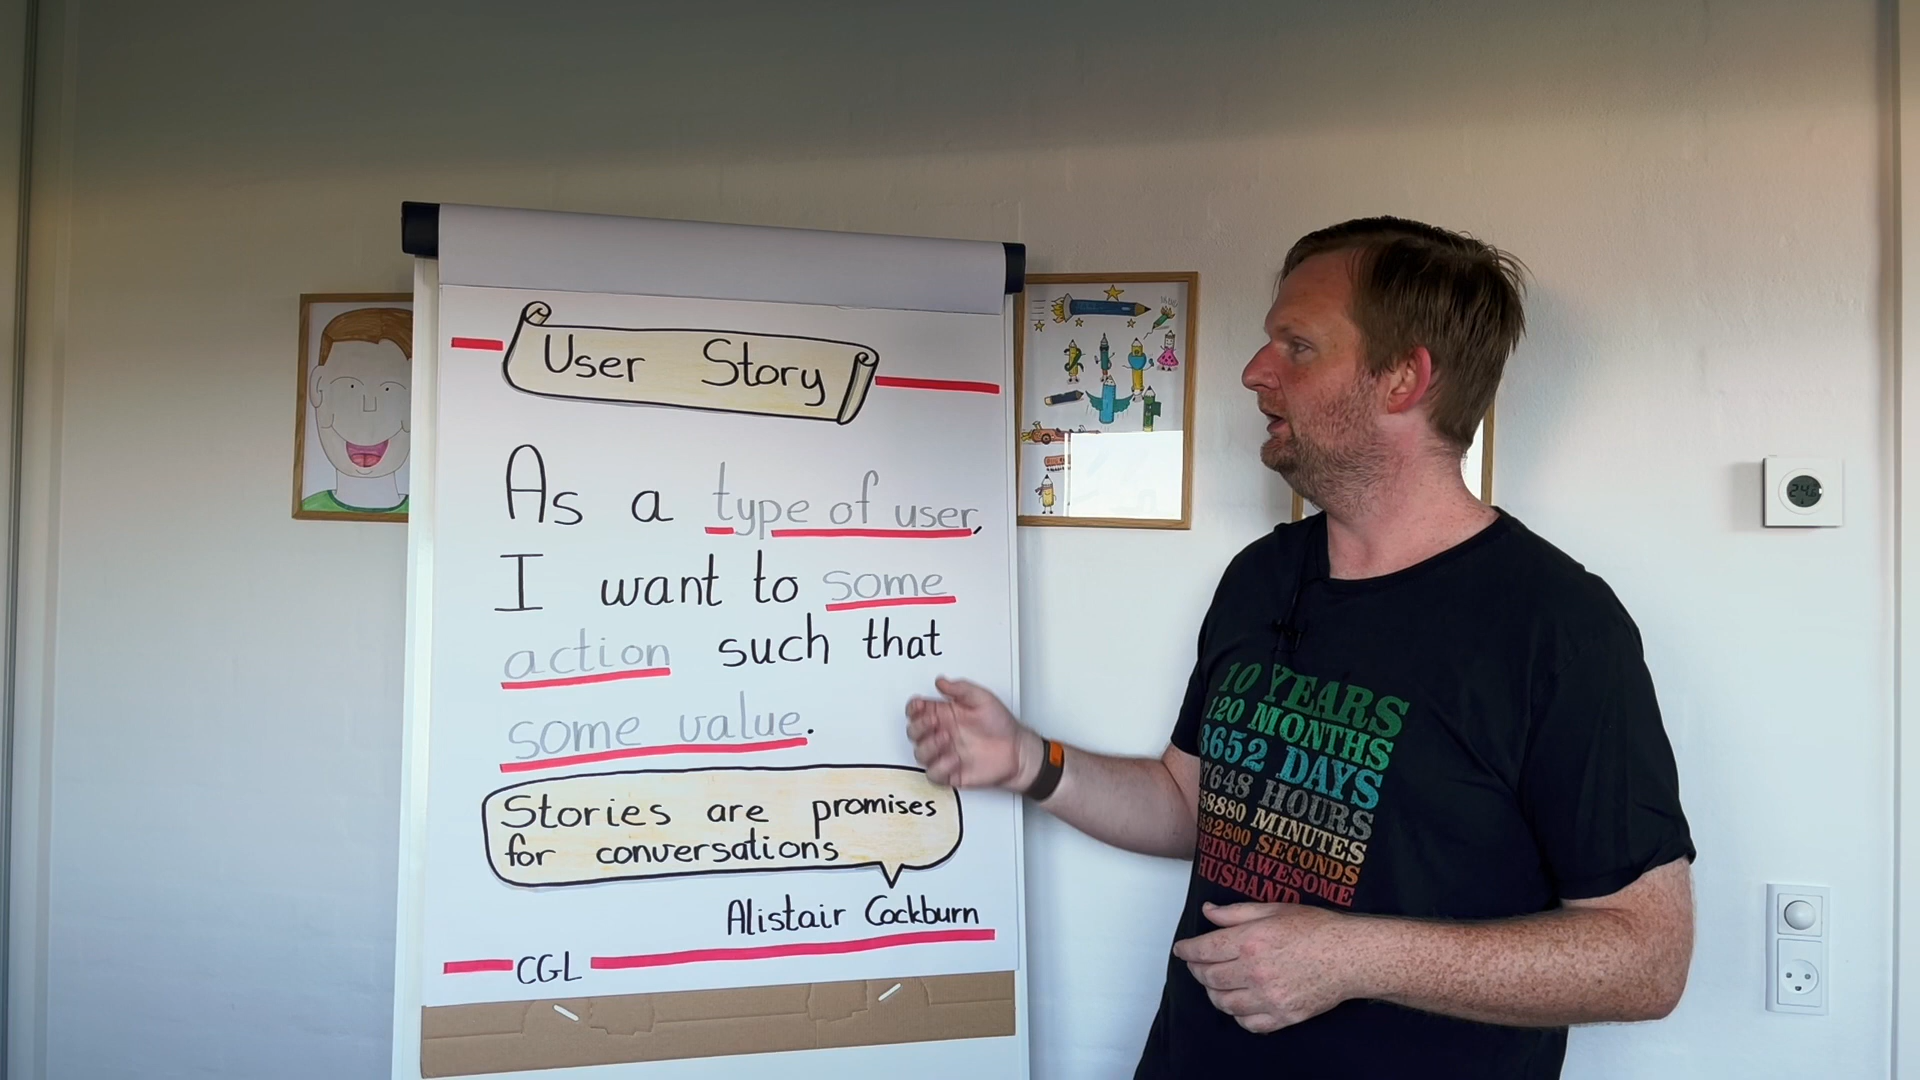 User Story
As a type of user,
I want to some
action such that
some value.
Stories are promises
for conversations
Alistair Cockburn
CGL
10 YEARS
120 MONTHS
3652 DAYS
HOURS
MINUTES
SECONDS
BEING AWESOME
HUSBAND